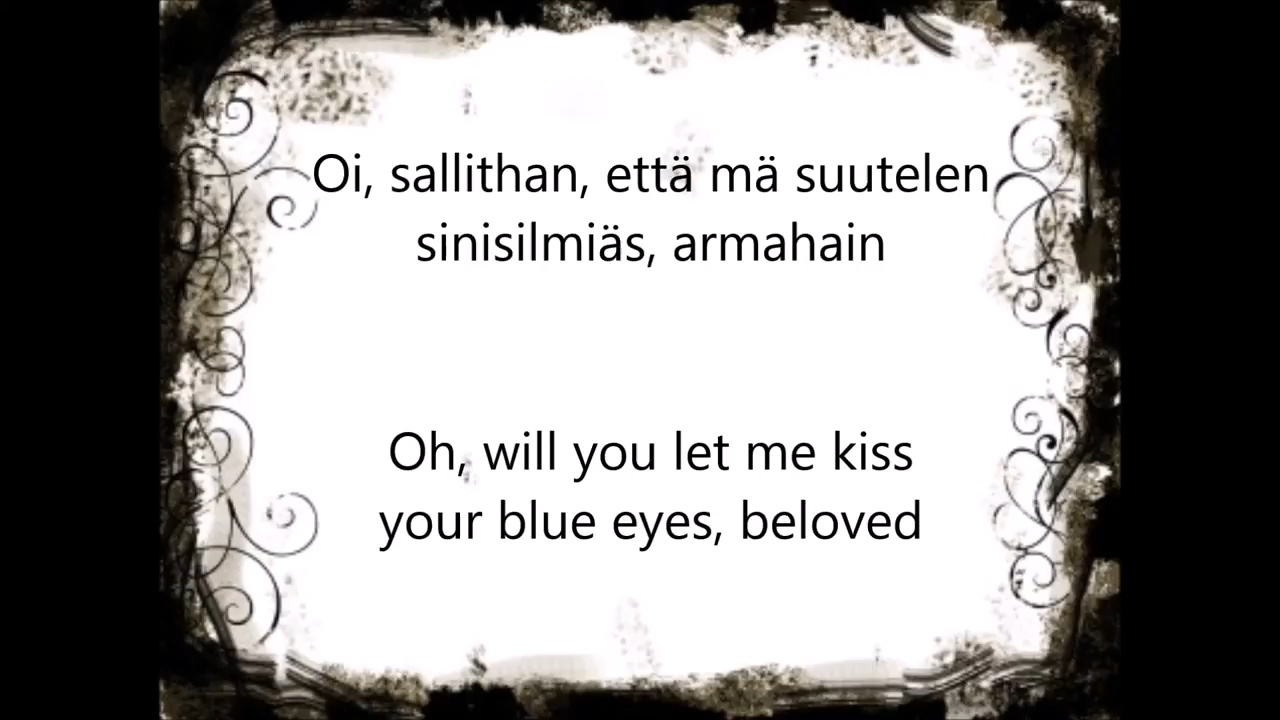 Oi, sallithan, että mä suutelen
sinisilmiäs, armahain
Oh, will you let me kiss
your blue eyes, beloved